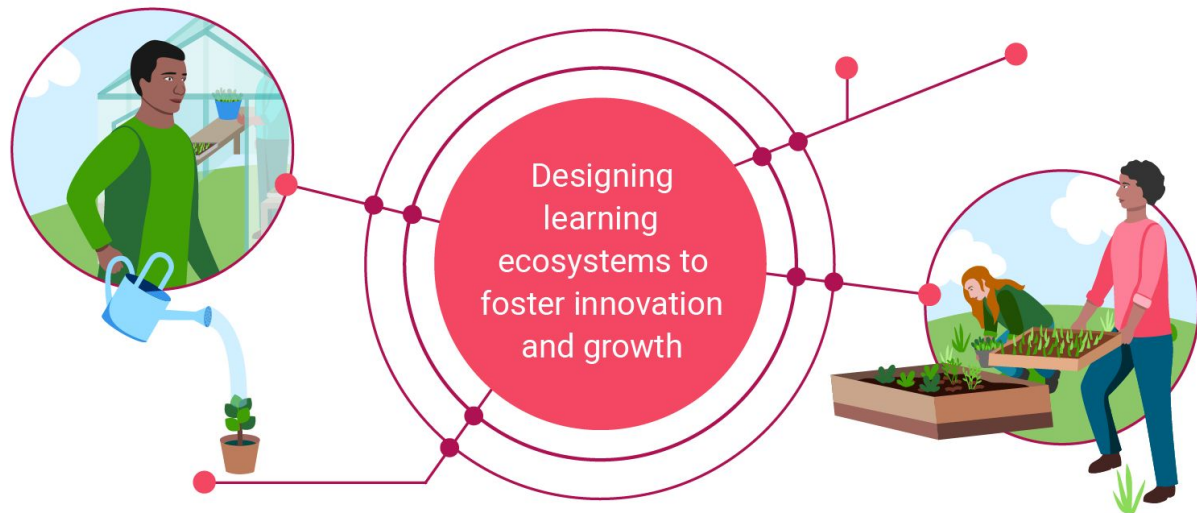 Designing
learning
ecosystems to
foster innovation
and growth